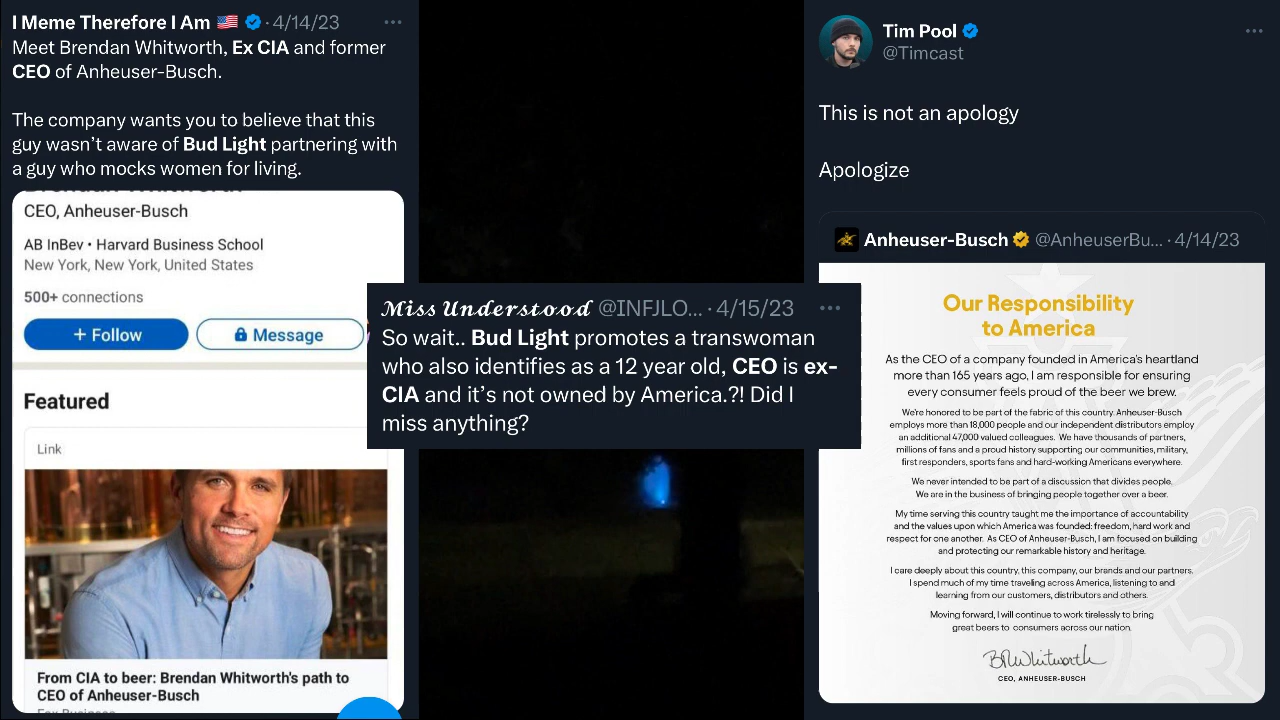 I Meme Therefore I Am 🇺🇸 · 4/14/23
Meet Brendan Whitworth, Ex CIA and former
CEO of Anheuser-Busch.
The company wants you to believe that this
guy wasn't aware of Bud Light partnering with
a guy who mocks women for living.
CEO, Anheuser-Busch
AB InBev • Harvard Business School
New York, New York, United States
500+ connections
+ Follow
Message
Featured
Link
From CIA to beer: Brendan Whitworth's path to
CEO of Anheuser-Busch
Fox Business
𝓜𝓲𝓼𝓼 𝓤𝓷𝓭𝓮𝓻𝓼𝓽𝓸𝓸𝓭 @INFJLO... · 4/15/23
So wait.. Bud Light promotes a transwoman
who also identifies as a 12 year old, CEO is ex-
CIA and it's not owned by America.?! Did I
miss anything?
Tim Pool
@Timcast
This is not an apology
Apologize
Anheuser-Busch @AnheuserBu... · 4/14/23
Our Responsibility
to America
As the CEO of a company founded in America's heartland
more than 165 years ago, I am responsible for ensuring
every consumer feels proud of the beer we brew.
We're honored to be part of the fabric of this country. Anheuser-Busch
employs more than 18,000 people and our independent distributors employ
an additional 47,000 valued colleagues. We have thousands of partners,
millions of fans and a proud history supporting our communities, military,
first responders, sports fans and hard-working Americans everywhere.
We never intended to be part of a discussion that divides people.
We are in the business of bringing people together over a beer.
My time serving this country taught me the importance of accountability
and the values upon which America was founded: freedom, hard work and
respect for one another. As CEO of Anheuser-Busch, I am focused on building
and protecting our remarkable history and heritage.
I care deeply about this country, this company, our brands and our partners.
I spend much of my time traveling across America, listening to and
learning from our customers, distributors and others.
Moving forward, I will continue to work tirelessly to bring
great beers to consumers across our nation.
BRWhitworth
CEO, ANHEUSER-BUSCH